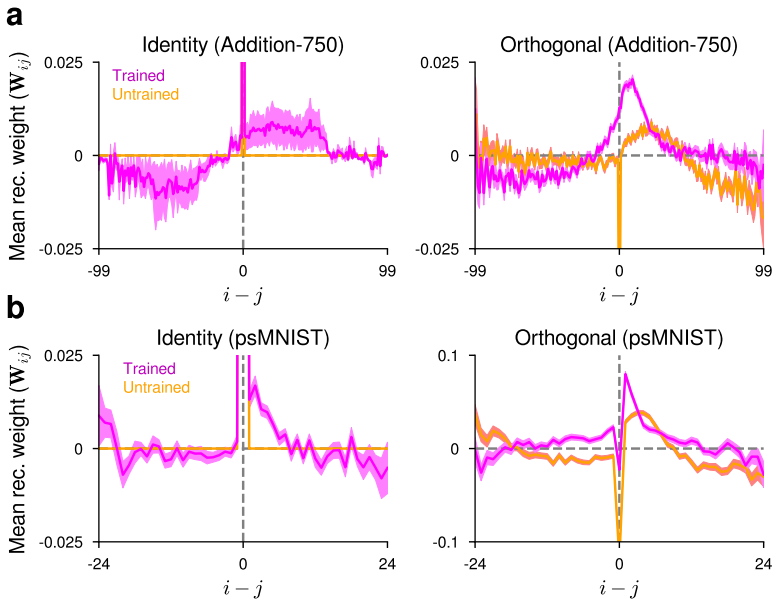 a
Identity (Addition-750)
Orthogonal (Addition-750)
Mean rec. weight (W_ij)
0.025
0
-0.025
Trained
Untrained
-99
0
99
i − j
0.025
0
-0.025
-99
0
99
i − j
b
Identity (psMNIST)
Orthogonal (psMNIST)
Mean rec. weight (W_ij)
0.025
0
-0.025
Trained
Untrained
-24
0
24
i − j
0.1
0
-0.1
-24
0
24
i − j